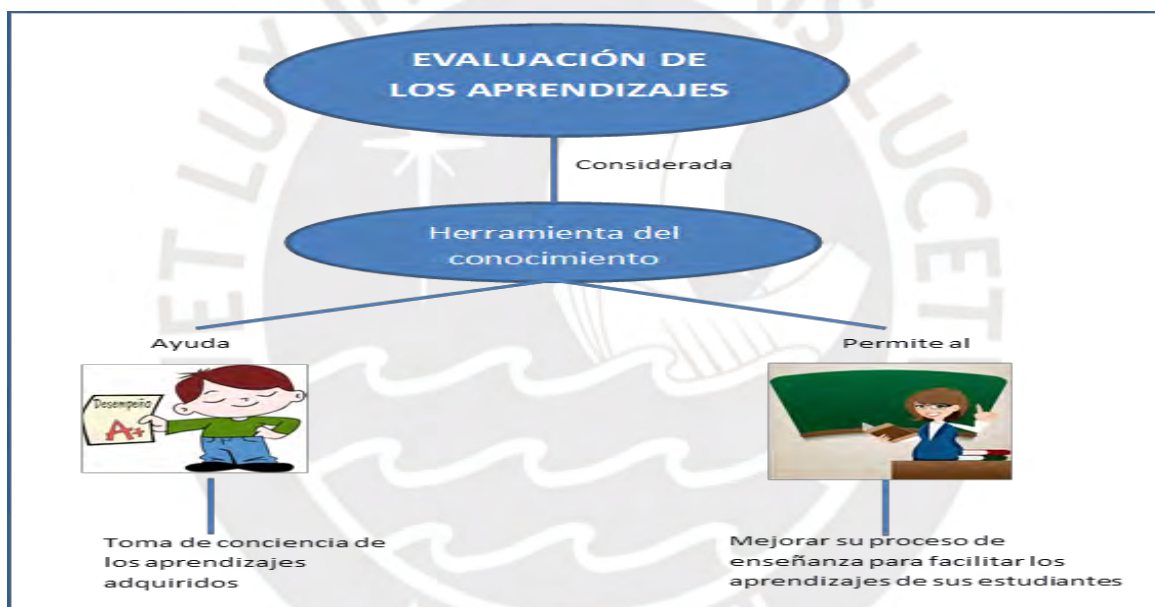 EVALUACIÓN DE
LOS APRENDIZAJES
Considerada
Herramienta del
conocimiento
Ayuda
Permite al
Desempeño
A+
Toma de conciencia de
los aprendizajes
adquiridos
Mejorar su proceso de
enseñanza para facilitar los
aprendizajes de sus estudiantes